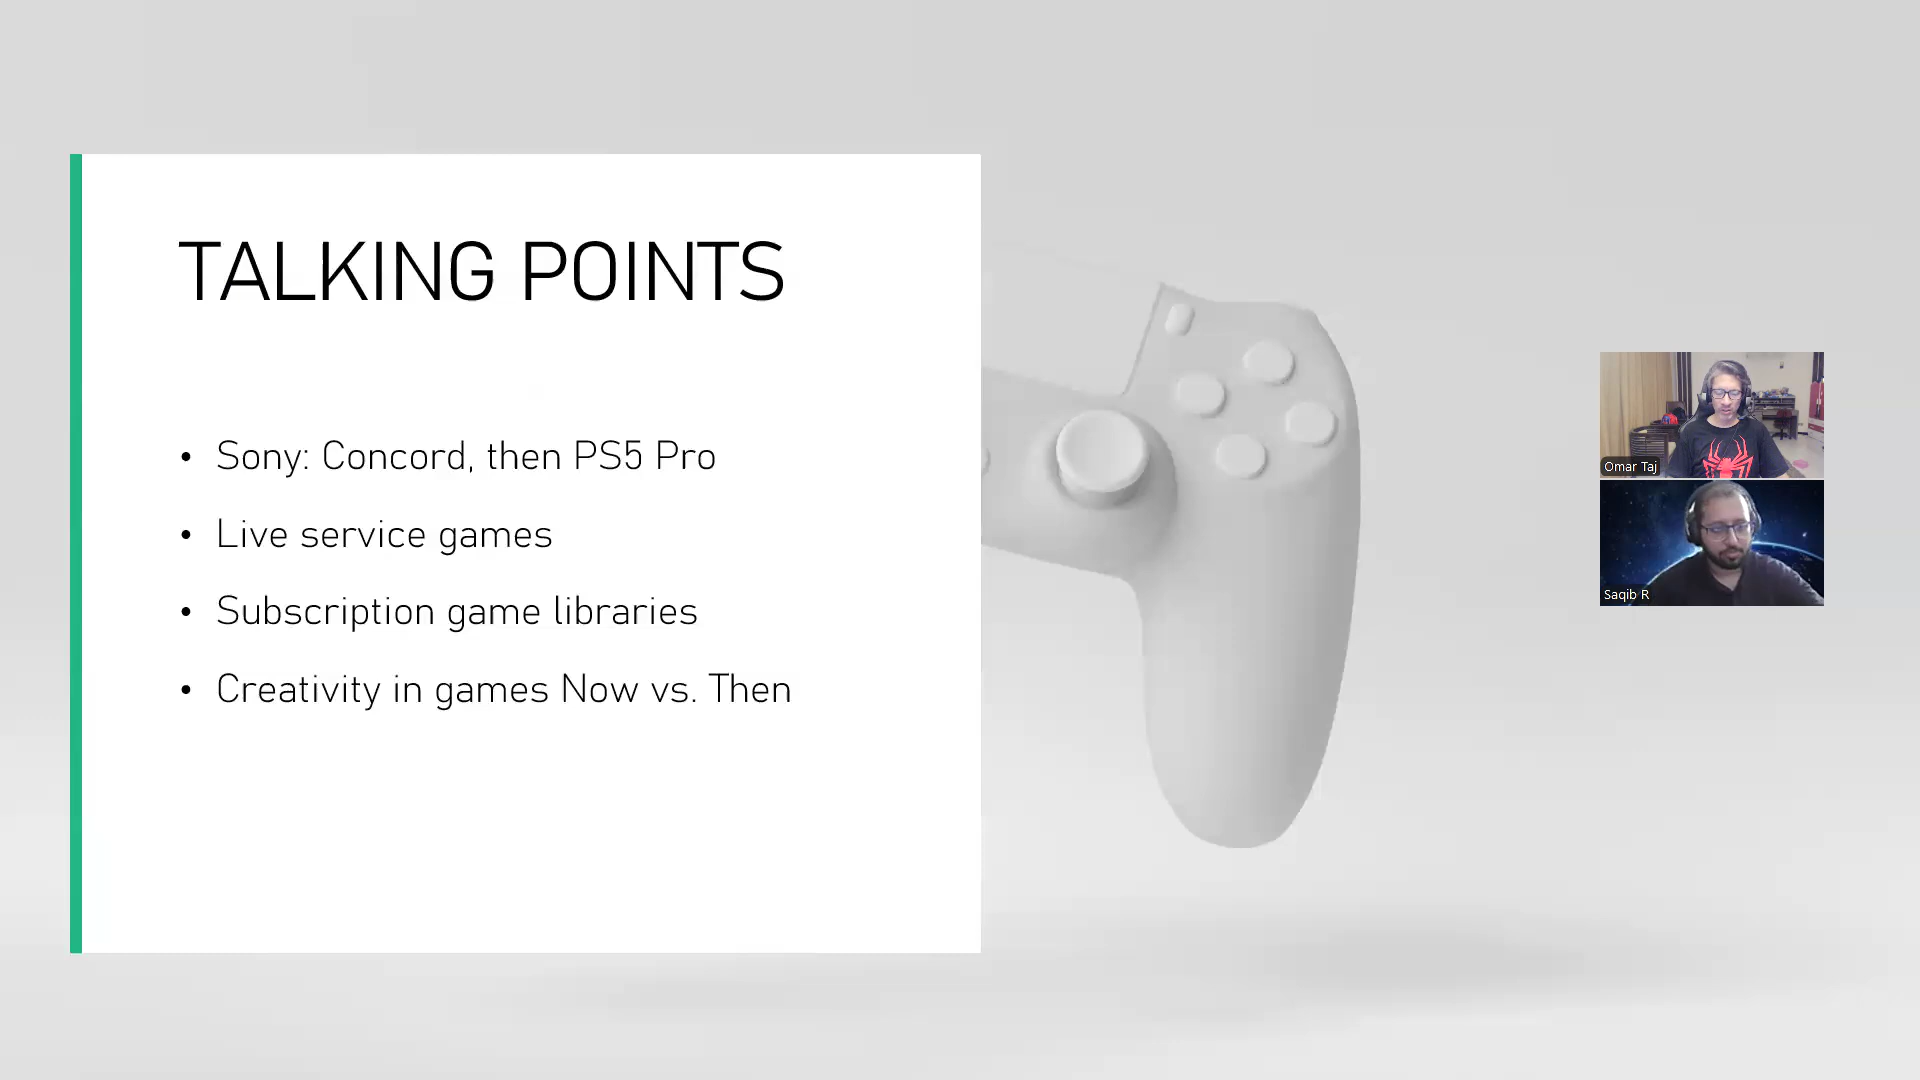 TALKING POINTS
• Sony: Concord, then PS5 Pro
• Live service games
• Subscription game libraries
• Creativity in games Now vs. Then
Omar Taj
Saqib R